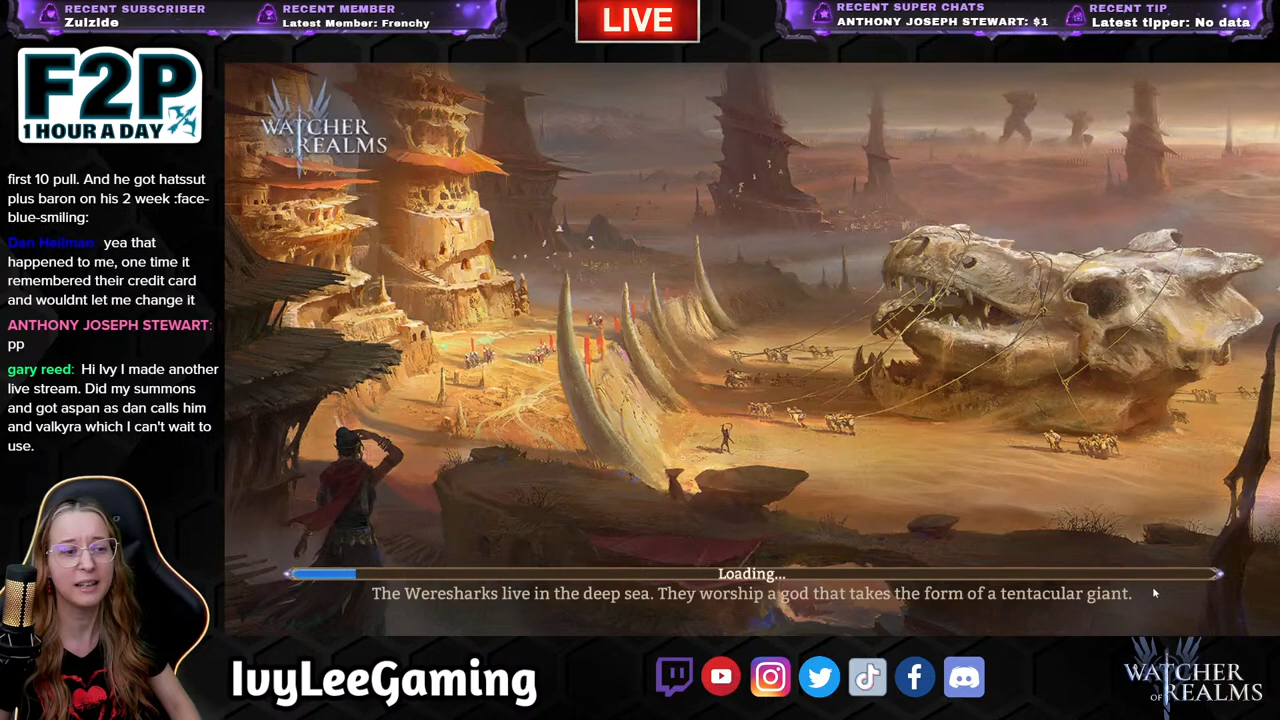 RECENT SUBSCRIBER
Zulzide
RECENT MEMBER
Latest Member: Frenchy
LIVE
RECENT SUPER CHATS
ANTHONY JOSEPH STEWART: $1
RECENT TIP
Latest tipper: No data
F2P
1 HOUR A DAY
WATCHER
OF REALMS
first 10 pull. And he got hatssut
plus baron on his 2 week :face-
blue-smiling:
Dan Heilman yea that
happened to me, one time it
remembered their credit card
and wouldnt let me change it
ANTHONY JOSEPH STEWART:
pp
gary reed: Hi Ivy I made another
live stream. Did my summons
and got aspan as dan calls him
and valkyra which I can't wait to
use.
Loading...
The Weresharks live in the deep sea. They worship a god that takes the form of a tentacular giant.
IvyLeeGaming
WATCHER
OF REALMS